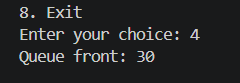 8. Exit
Enter your choice: 4
Queue front: 30